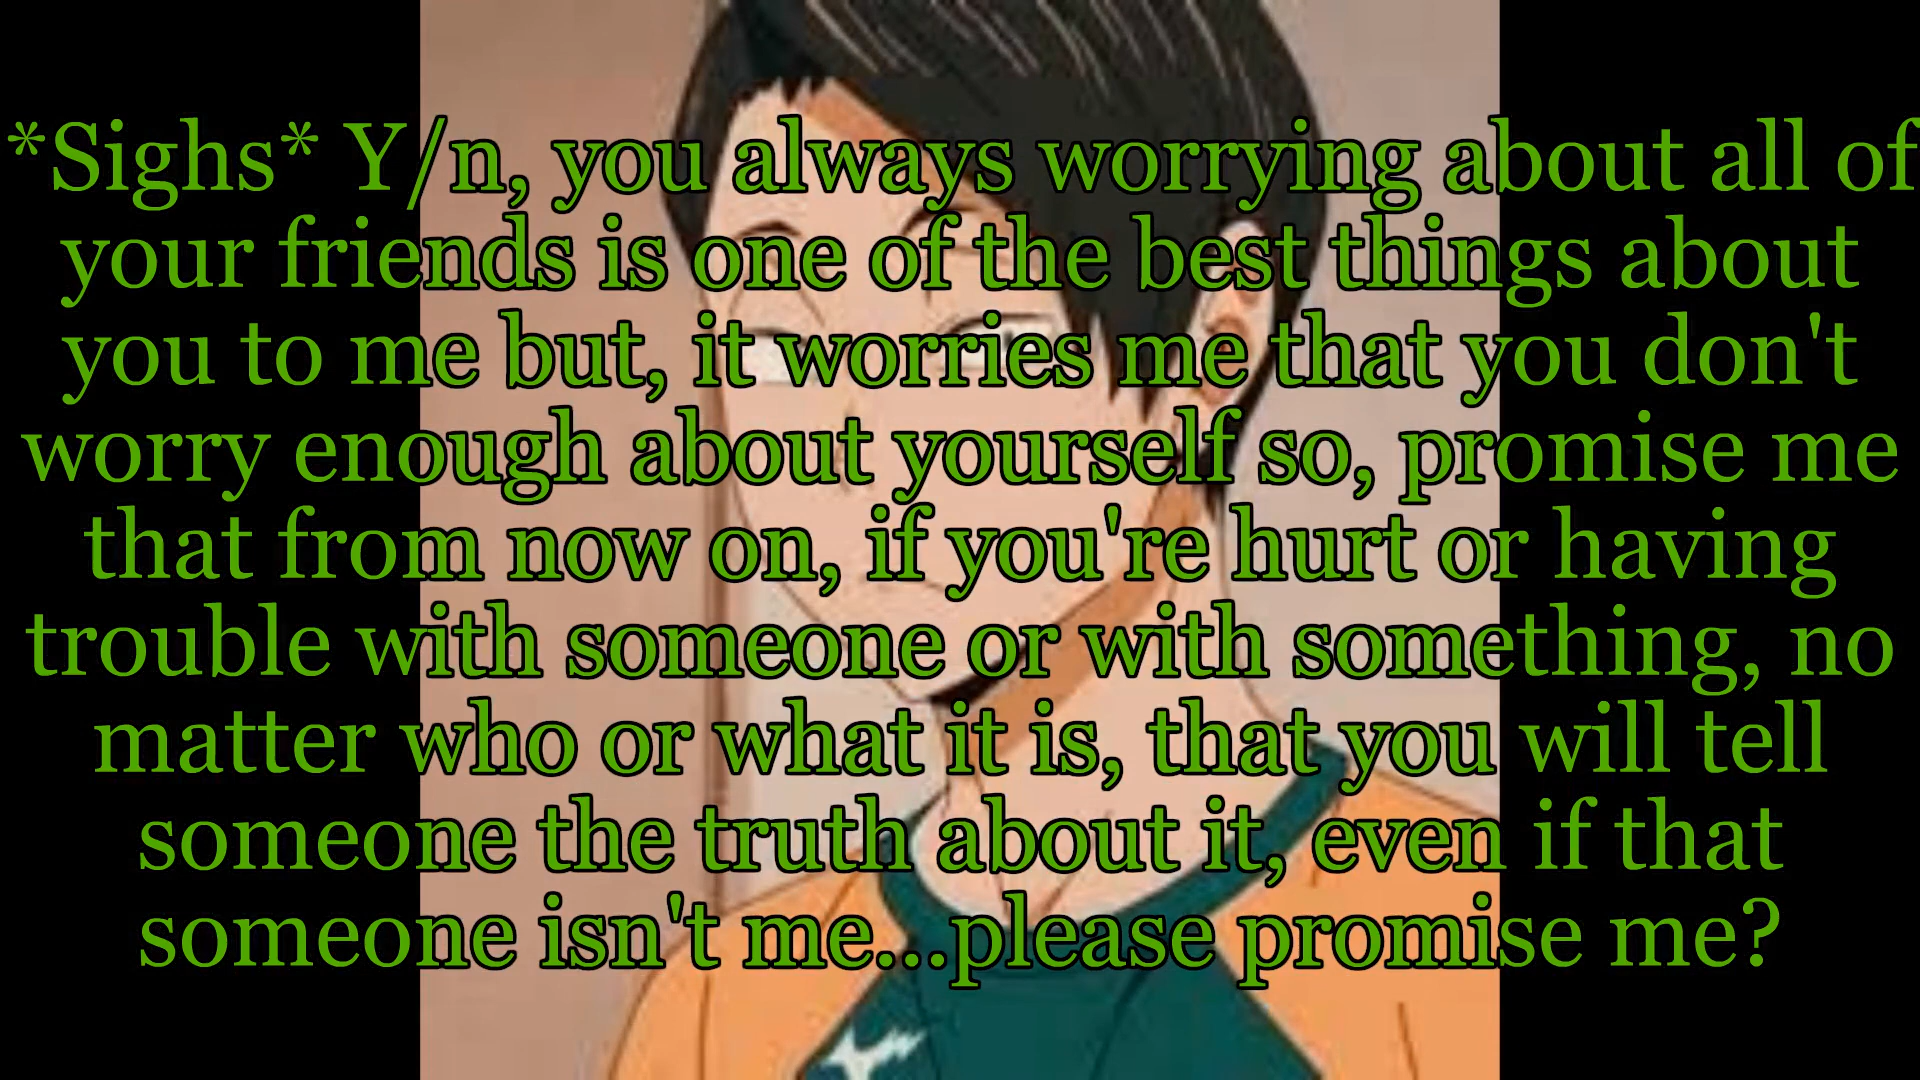 *Sighs* Y/n, you always worrying about all of
your friends is one of the best things about
you to me but, it worries me that you don't
worry enough about yourself so, promise me
that from now on, if you're hurt or having
trouble with someone or with something, no
matter who or what it is, that you will tell
someone the truth about it, even if that
someone isn't me...please promise me?